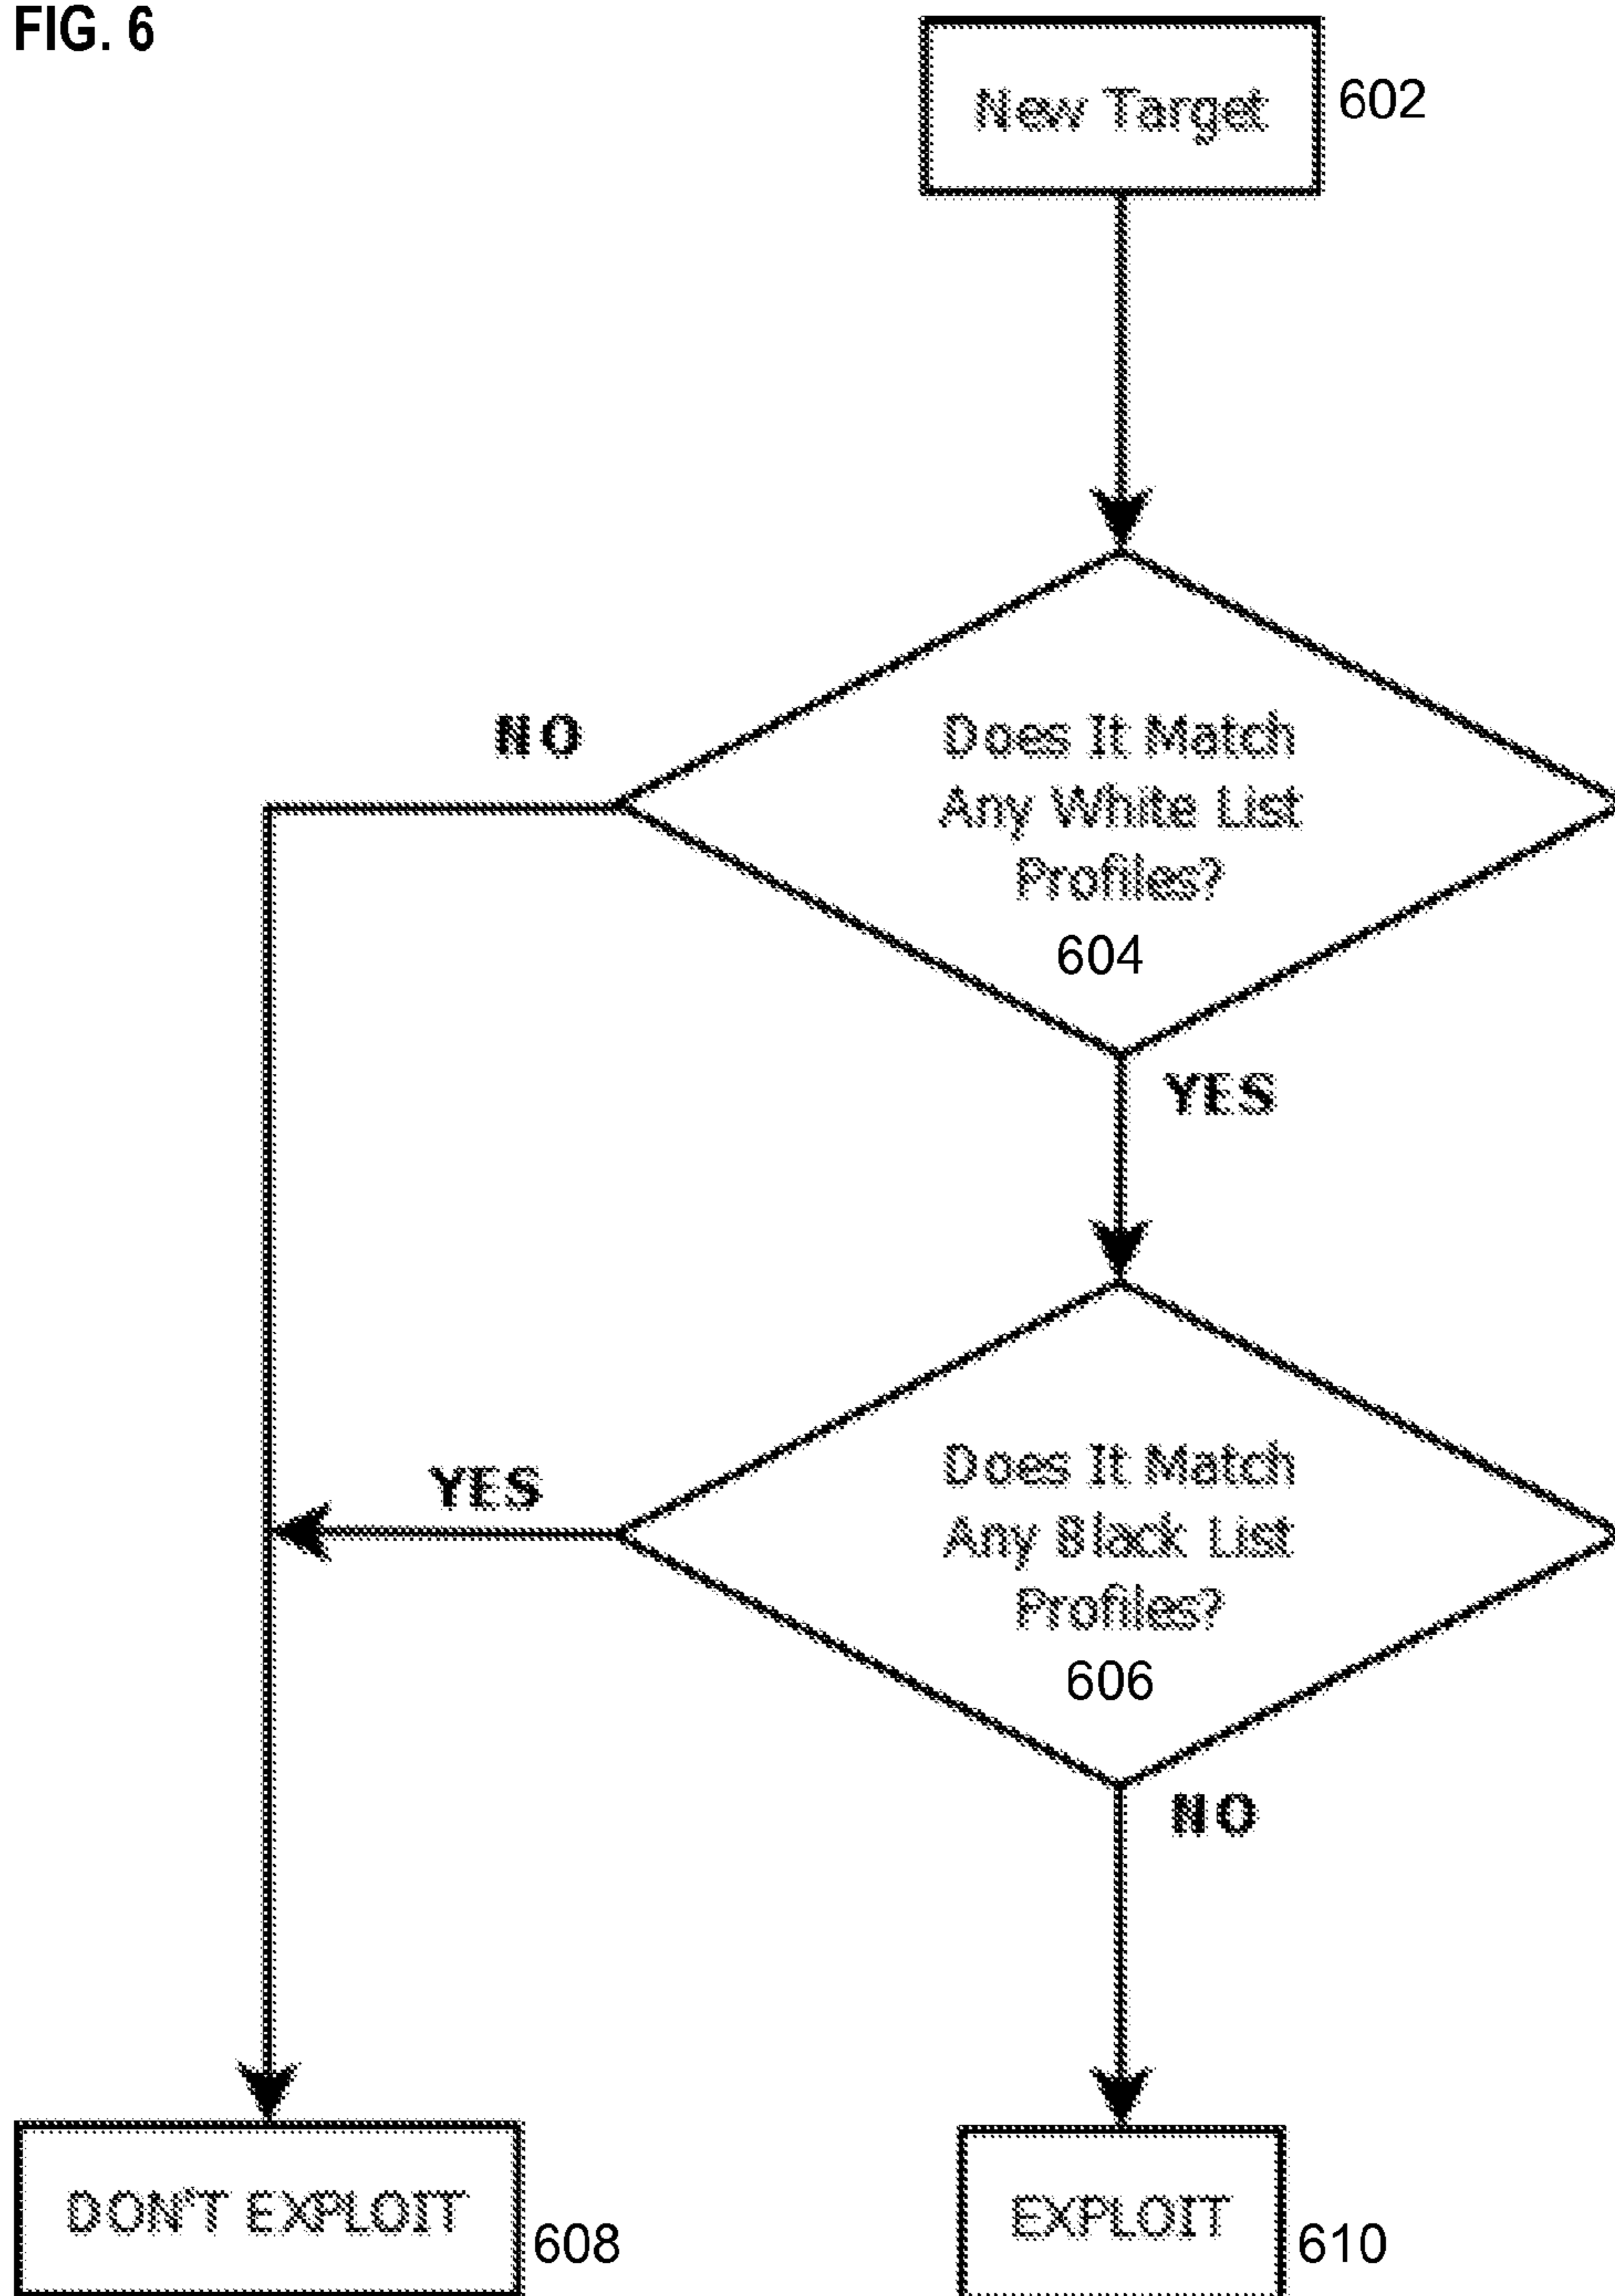 FIG. 6
New Target
602
NO
Does It Match
Any White List
Profiles?
604
YES
YES
Does It Match
Any Black List
Profiles?
606
NO
DON'T EXPLOIT
608
EXPLOIT
610